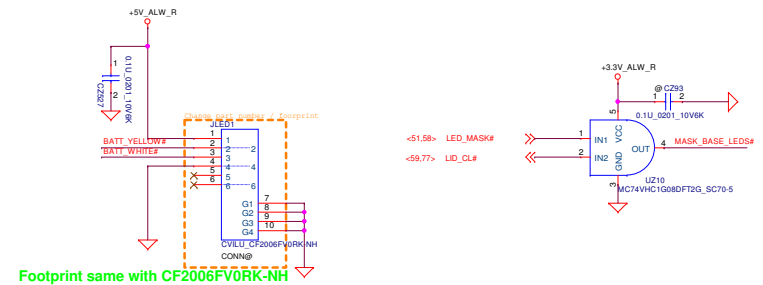 +5V_ALW_R
1
2
0.1U_0201_10V6K
CZ527
Change part number / footprint
JLED1
BATT_YELLOW#
BATT_WHITE#
1 1
2 2 2
3 3
4 4 4
5 5
6 6 6
7 G1
8 G2
9 G3
10 G4
CVILU_CF2006FV0RK-NH
CONN@
Footprint same with CF2006FV0RK-NH
+3.3V_ALW_R
@ CZ93
1 2
0.1U_0201_10V6K
<51,58> LED_MASK#
<59,77> LID_CL#
1 IN1
2 IN2
5 VCC
GND 3
OUT 4
MASK_BASE_LEDS#
UZ10
MC74VHC1G08DFT2G_SC70-5